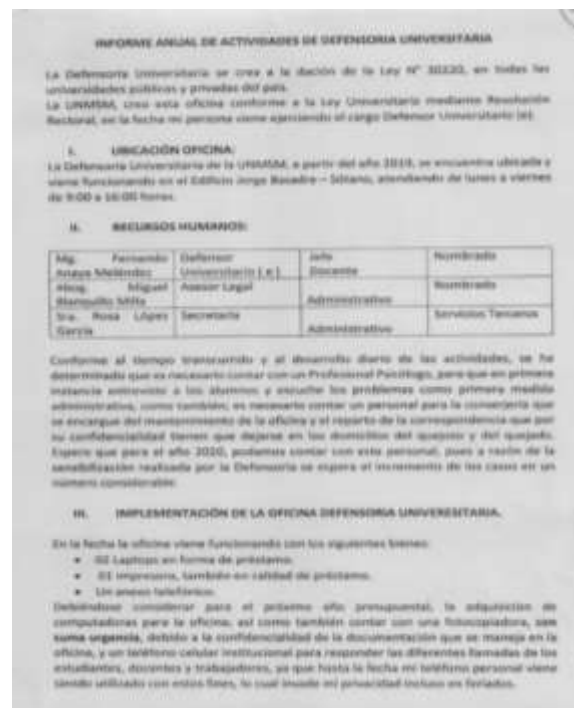 INFORME ANUAL DE ACTIVIDADES DE DEFENSORIA UNIVERSITARIA
La Defensoría Universitaria se crea a la dación de la Ley N° 30220, en todas las
universidades públicas y privadas del país.
La UNMSM, creo esta oficina conforme a la Ley Universitaria mediante Resolución
Rectoral, en la fecha mi persona viene ejerciendo el cargo Defensor Universitario (e).
I. UBICACIÓN OFICINA:
La Defensoría Universitaria de la UNMSM, a partir del año 2019, se encuentra ubicada y
viene funcionando en el Edificio Jorge Basadre – Sótano, atendiendo de lunes a viernes
de 9:00 a 16:00 horas.
II. RECURSOS HUMANOS:
Mg. Fernando Defensor Jefe Nombrado
Anaya Meléndez Universitario (.e.) Docente
Abog. Miguel Asesor Legal Nombrado
Blanquillo Milla Administrativo
Sra. Rosa López Secretaria Servicios Terceros
García Administrativo
Conforme al tiempo transcurrido y al desarrollo diario de las actividades, se ha
determinado que es necesario contar con un Profesional Psicólogo, para que en primera
instancia entreviste a los alumnos y escuche los problemas como primera medida
administrativa, como también, es necesario contar un personal para la conserjería que
se encargue del mantenimiento de la oficina y el reparto de la correspondencia que por
su confidencialidad tienen que dejarse en los domicilios del quejoso y del quejado.
Espero que para el año 2020, podamos contar con este personal, pues a razón de la
sensibilización realizada por la Defensoría se espera el incremento de los casos en un
número considerable.
III. IMPLEMENTACIÓN DE LA OFICINA DEFENSORIA UNIVERESITARIA.
En la fecha la oficina viene funcionando con los siguientes bienes:
• 02 Laptops en forma de préstamo.
• 01 impresora, también en calidad de préstamo.
• Un anexo telefónico.
Debiéndose considerar para el próximo año presupuestal, la adquisición de
computadoras para la oficina, así como también contar con una fotocopiadora, con
suma urgencia, debido a la confidencialidad de la documentación que se maneja en la
oficina, y un teléfono celular institucional para responder las diferentes llamadas de los
estudiantes, docentes y trabajadores, ya que hasta la fecha mi teléfono personal viene
siendo utilizado con estos fines, lo cual invade mi privacidad incluso en feriados.